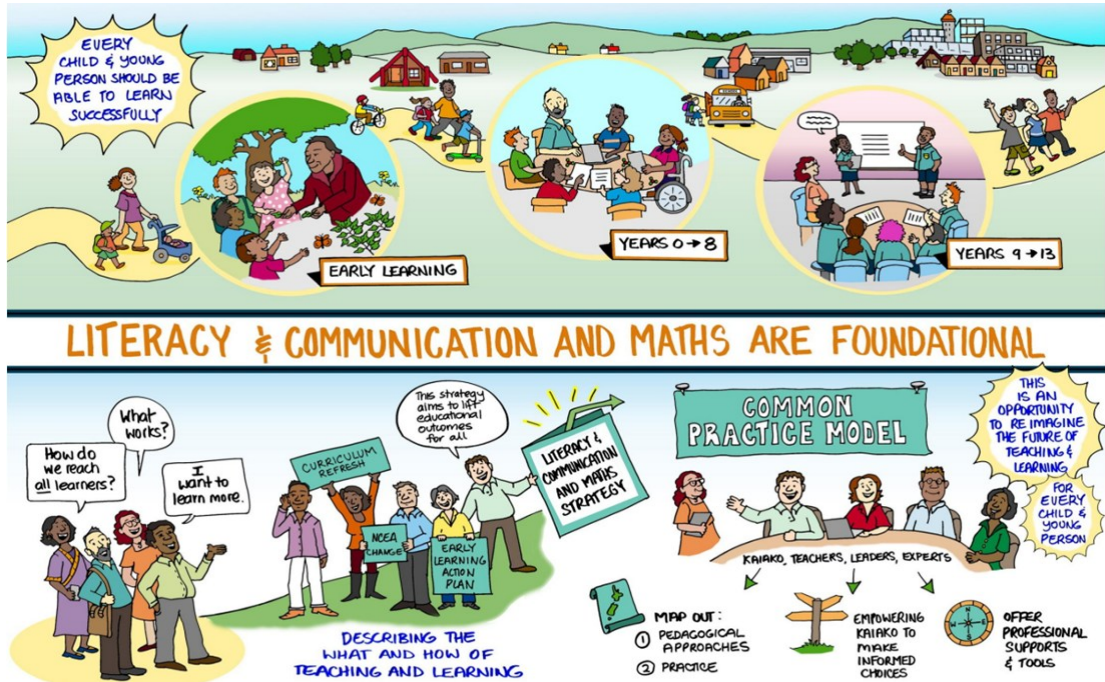 EVERY
CHILD & YOUNG
PERSON SHOULD BE
ABLE TO LEARN
SUCCESSFULLY
EARLY LEARNING
YEARS 0→8
YEARS 9→13
LITERACY & COMMUNICATION AND MATHS ARE FOUNDATIONAL
How do
we reach
all learners?
What
works?
I
want to
learn more.
CURRICULUM
REFRESH
NCEA
CHANGE
EARLY
LEARNING
ACTION
PLAN
This strategy
aims to lift
educational
outcomes
for all
LITERACY &
COMMUNICATION
AND MATHS
STRATEGY
DESCRIBING THE
WHAT AND HOW OF
TEACHING AND LEARNING
COMMON
PRACTICE MODEL
THIS
IS AN
OPPORTUNITY
TO RE IMAGINE
THE FUTURE OF
TEACHING &
LEARNING
FOR
EVERY
CHILD &
YOUNG
PERSON
KAIAKO, TEACHERS, LEADERS, EXPERTS
MAP OUT:
1 PEDAGOGICAL
APPROACHES
2 PRACTICE
EMPOWERING
KAIAKO TO
MAKE
INFORMED
CHOICES
N
E
S
W
OFFER
PROFESSIONAL
SUPPORTS
& TOOLS